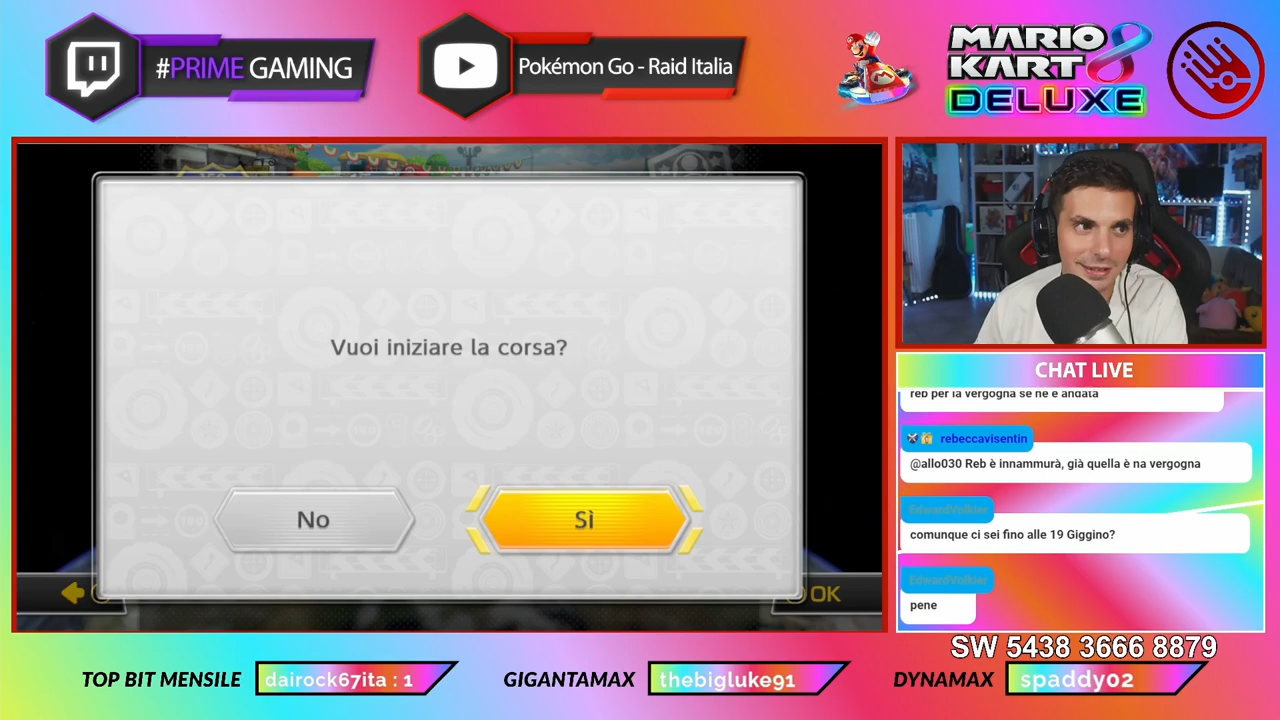 #PRIME GAMING
Pokémon Go - Raid Italia
MARIO
KART 8
DELUXE
Vuoi iniziare la corsa?
No
Sì
OK
CHAT LIVE
reb per la vergogna se ne è andata
rebeccavisentin
@allo030 Reb è innammurà, già quella è na vergogna
EdwardVolkier
comunque ci sei fino alle 19 Giggino?
EdwardVolkier
pene
SW 5438 3666 8879
TOP BIT MENSILE
dairock67ita : 1
GIGANTAMAX
thebigluke91
DYNAMAX
spaddy02